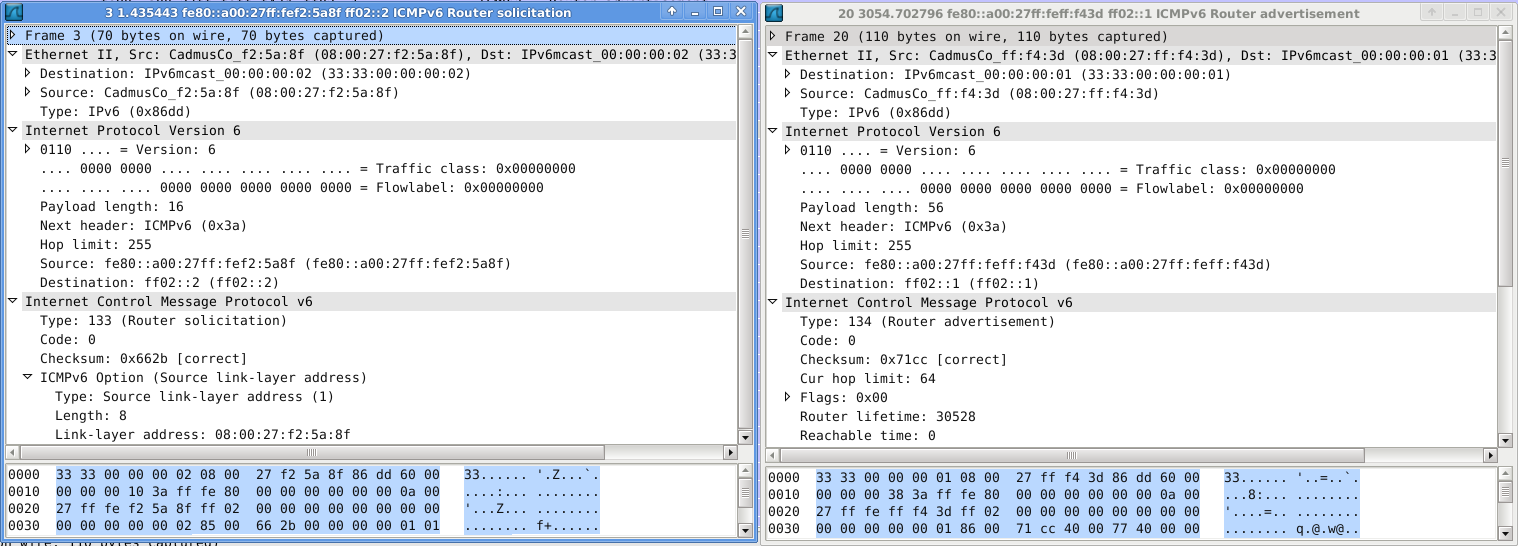 3 1.435443 fe80::a00:27ff:fef2:5a8f ff02::2 ICMPv6 Router solicitation
Frame 3 (70 bytes on wire, 70 bytes captured)
Ethernet II, Src: CadmusCo_f2:5a:8f (08:00:27:f2:5a:8f), Dst: IPv6mcast_00:00:00:02 (33:3
Destination: IPv6mcast_00:00:00:02 (33:33:00:00:00:02)
Source: CadmusCo_f2:5a:8f (08:00:27:f2:5a:8f)
Type: IPv6 (0x86dd)
Internet Protocol Version 6
0110 .... = Version: 6
.... 0000 0000 .... .... .... .... .... = Traffic class: 0x00000000
.... .... .... 0000 0000 0000 0000 0000 = Flowlabel: 0x00000000
Payload length: 16
Next header: ICMPv6 (0x3a)
Hop limit: 255
Source: fe80::a00:27ff:fef2:5a8f (fe80::a00:27ff:fef2:5a8f)
Destination: ff02::2 (ff02::2)
Internet Control Message Protocol v6
Type: 133 (Router solicitation)
Code: 0
Checksum: 0x662b [correct]
ICMPv6 Option (Source link-layer address)
Type: Source link-layer address (1)
Length: 8
Link-layer address: 08:00:27:f2:5a:8f
0000 33 33 00 00 00 02 08 00 27 f2 5a 8f 86 dd 60 00 33...... '.Z...`.
0010 00 00 00 10 3a ff fe 80 00 00 00 00 00 00 0a 00 ....:... ........
0020 27 ff fe f2 5a 8f ff 02 00 00 00 00 00 00 00 00 '...Z... ........
0030 00 00 00 00 00 02 85 00 66 2b 00 00 00 00 01 01 ........ f+......
20 3054.702796 fe80::a00:27ff:feff:f43d ff02::1 ICMPv6 Router advertisement
Frame 20 (110 bytes on wire, 110 bytes captured)
Ethernet II, Src: CadmusCo_ff:f4:3d (08:00:27:ff:f4:3d), Dst: IPv6mcast_00:00:00:01 (33:3
Destination: IPv6mcast_00:00:00:01 (33:33:00:00:00:01)
Source: CadmusCo_ff:f4:3d (08:00:27:ff:f4:3d)
Type: IPv6 (0x86dd)
Internet Protocol Version 6
0110 .... = Version: 6
.... 0000 0000 .... .... .... .... .... = Traffic class: 0x00000000
.... .... .... 0000 0000 0000 0000 0000 = Flowlabel: 0x00000000
Payload length: 56
Next header: ICMPv6 (0x3a)
Hop limit: 255
Source: fe80::a00:27ff:feff:f43d (fe80::a00:27ff:feff:f43d)
Destination: ff02::1 (ff02::1)
Internet Control Message Protocol v6
Type: 134 (Router advertisement)
Code: 0
Checksum: 0x71cc [correct]
Cur hop limit: 64
Flags: 0x00
Router lifetime: 30528
Reachable time: 0
0000 33 33 00 00 00 01 08 00 27 ff f4 3d 86 dd 60 00 33...... '..=..`.
0010 00 00 00 38 3a ff fe 80 00 00 00 00 00 00 0a 00 ...8:... ........
0020 27 ff fe ff f4 3d ff 02 00 00 00 00 00 00 00 00 '....=.. ........
0030 00 00 00 00 00 01 86 00 71 cc 40 00 77 40 00 00 ........ q.@.w@..